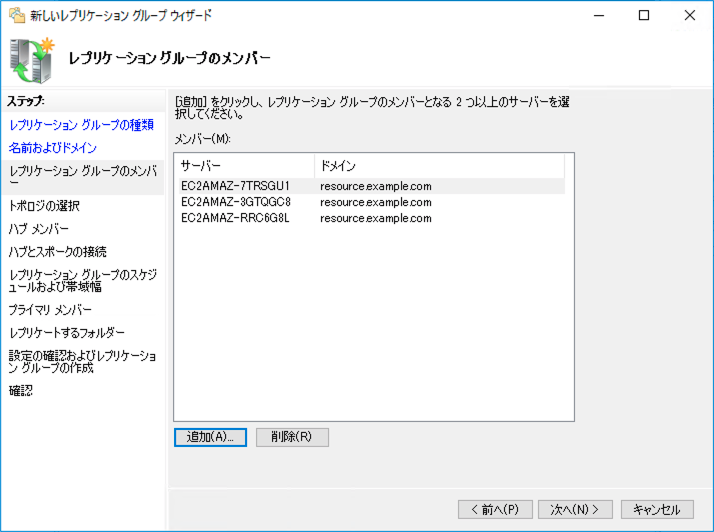 新しいレプリケーション グループ ウィザード
レプリケーション グループのメンバー
ステップ:
レプリケーション グループの種類
名前およびドメイン
レプリケーション グループのメンバ
ー
トポロジの選択
ハブ メンバー
ハブとスポークの接続
レプリケーション グループのスケジ
ュールおよび帯域幅
プライマリ メンバー
レプリケートするフォルダー
設定の確認およびレプリケーショ
ン グループの作成
確認
[追加] をクリックし、レプリケーション グループのメンバーとなる 2 つ以上のサーバーを選
択してください。
メンバー(M):
サーバー ドメイン
EC2AMAZ-7TRSGU1 resource.example.com
EC2AMAZ-3GTQGC8 resource.example.com
EC2AMAZ-RRC6G8L resource.example.com
追加(A)... 削除(R)
< 前へ(P) 次へ(N) > キャンセル